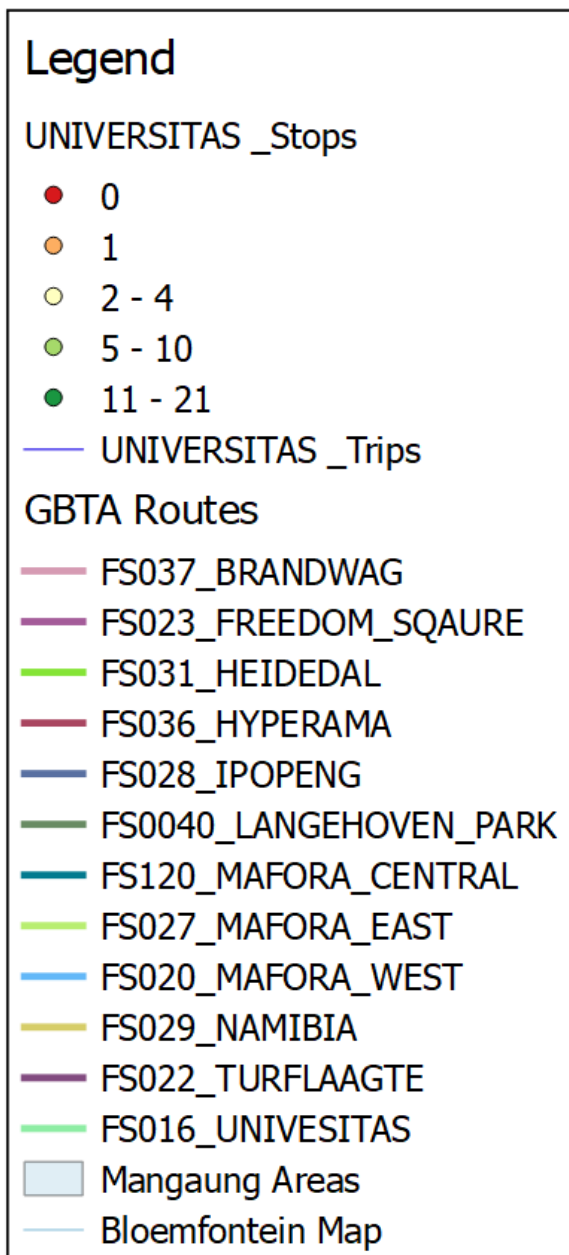 Legend
UNIVERSITAS _Stops
0
1
2 - 4
5 - 10
11 - 21
UNIVERSITAS _Trips
GBTA Routes
FS037_BRANDWAG
FS023_FREEDOM_SQAURE
FS031_HEIDEDAL
FS036_HYPERAMA
FS028_IPOPENG
FS0040_LANGEHOVEN_PARK
FS120_MAFORA_CENTRAL
FS027_MAFORA_EAST
FS020_MAFORA_WEST
FS029_NAMIBIA
FS022_TURFLAAGTE
FS016_UNIVESITAS
Mangaung Areas
Bloemfontein Map